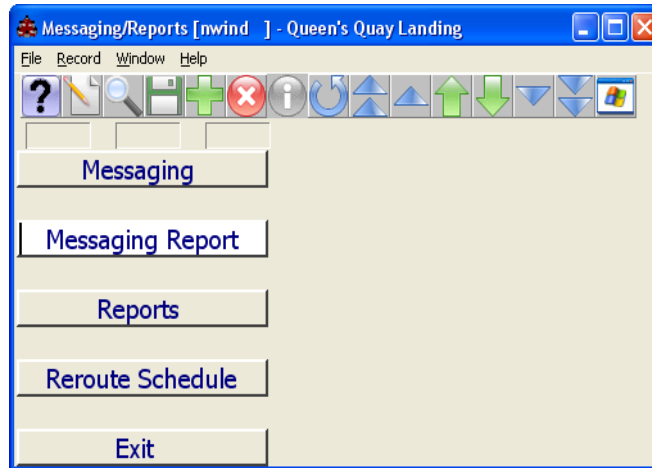 Messaging/Reports [nwind   ] - Queen's Quay Landing
File Record Window Help
?
Messaging
Messaging Report
Reports
Reroute Schedule
Exit